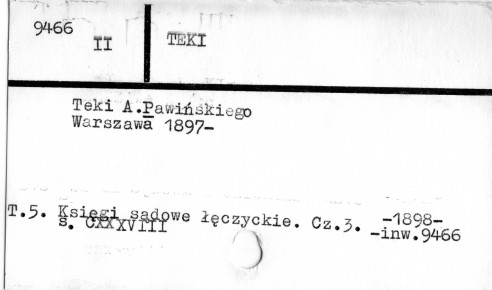 9466 II TEKI
Teki A.Pawińskiego
Warszawa 1897-
T.5. Księgi sądowe łęczyckie. Cz.3. -1898-
s. CXXXVIII -inw.9466